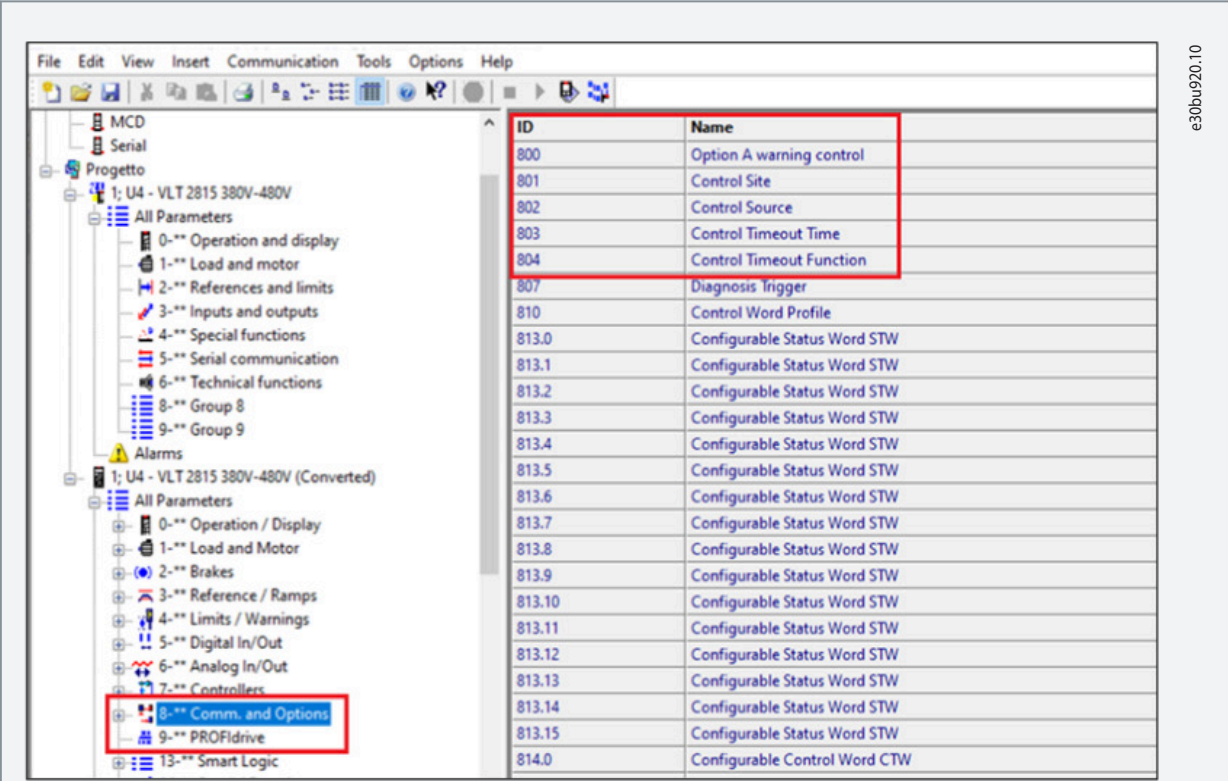 File Edit View Insert Communication Tools Options Help
MCD
Serial
Progetto
1; U4 - VLT 2815 380V-480V
All Parameters
0-** Operation and display
1-** Load and motor
2-** References and limits
3-** Inputs and outputs
4-** Special functions
5-** Serial communication
6-** Technical functions
8-** Group 8
9-** Group 9
Alarms
1; U4 - VLT 2815 380V-480V (Converted)
All Parameters
0-** Operation / Display
1-** Load and Motor
2-** Brakes
3-** Reference / Ramps
4-** Limits / Warnings
5-** Digital In/Out
6-** Analog In/Out
7-** Controllers
8-** Comm. and Options
9-** PROFIdrive
13-** Smart Logic
ID Name
800 Option A warning control
801 Control Site
802 Control Source
803 Control Timeout Time
804 Control Timeout Function
807 Diagnosis Trigger
810 Control Word Profile
813.0 Configurable Status Word STW
813.1 Configurable Status Word STW
813.2 Configurable Status Word STW
813.3 Configurable Status Word STW
813.4 Configurable Status Word STW
813.5 Configurable Status Word STW
813.6 Configurable Status Word STW
813.7 Configurable Status Word STW
813.8 Configurable Status Word STW
813.9 Configurable Status Word STW
813.10 Configurable Status Word STW
813.11 Configurable Status Word STW
813.12 Configurable Status Word STW
813.13 Configurable Status Word STW
813.14 Configurable Status Word STW
813.15 Configurable Status Word STW
814.0 Configurable Control Word CTW
e30bu920.10